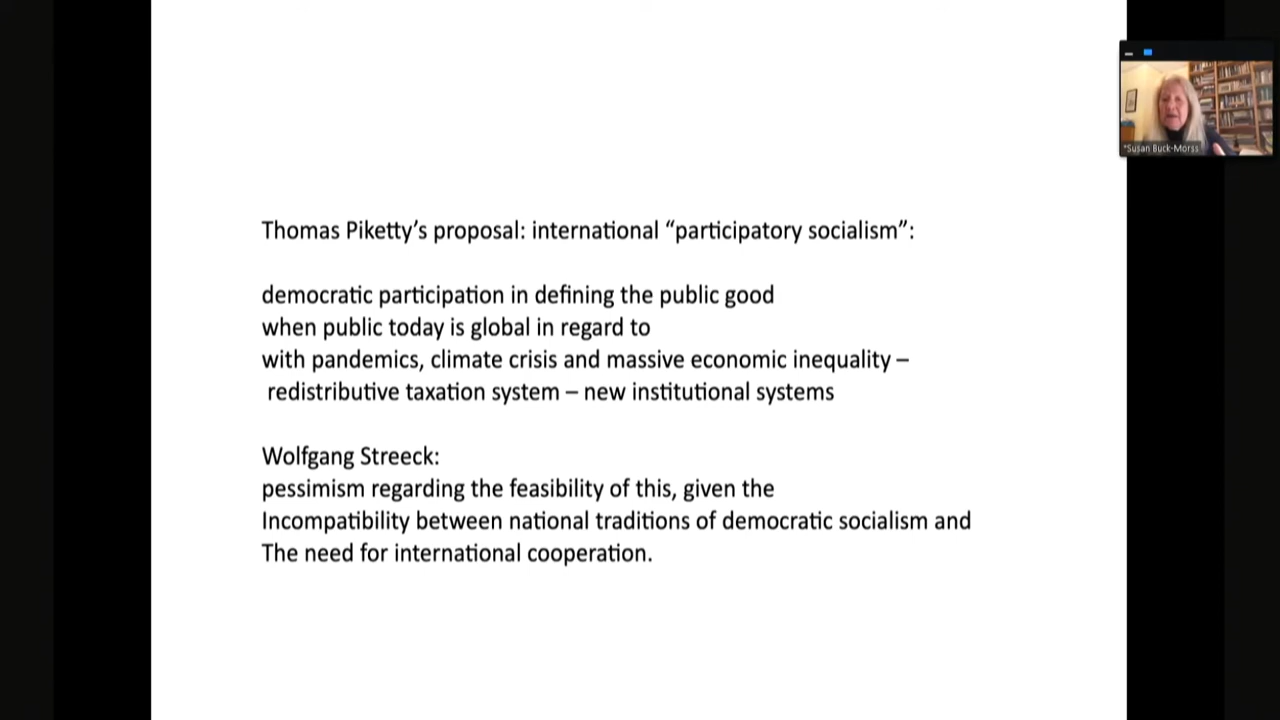 Thomas Piketty’s proposal: international “participatory socialism”:
democratic participation in defining the public good
when public today is global in regard to
with pandemics, climate crisis and massive economic inequality –
redistributive taxation system – new institutional systems
Wolfgang Streeck:
pessimism regarding the feasibility of this, given the
Incompatibility between national traditions of democratic socialism and
The need for international cooperation.
*Susan Buck-Morss